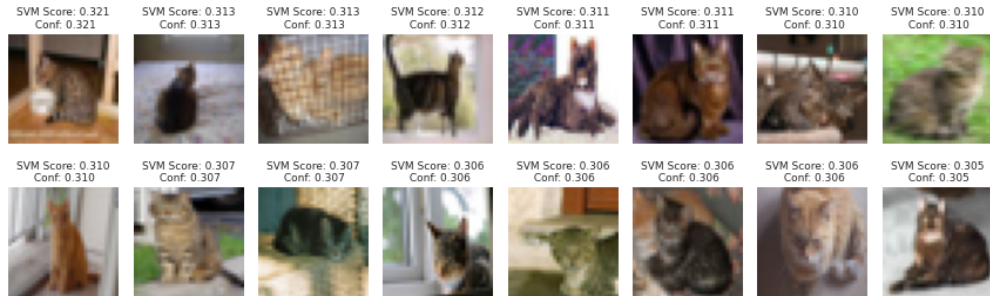 SVM Score: 0.321
Conf: 0.321
SVM Score: 0.313
Conf: 0.313
SVM Score: 0.313
Conf: 0.313
SVM Score: 0.312
Conf: 0.312
SVM Score: 0.311
Conf: 0.311
SVM Score: 0.311
Conf: 0.311
SVM Score: 0.310
Conf: 0.310
SVM Score: 0.310
Conf: 0.310
SVM Score: 0.310
Conf: 0.310
SVM Score: 0.307
Conf: 0.307
SVM Score: 0.307
Conf: 0.307
SVM Score: 0.306
Conf: 0.306
SVM Score: 0.306
Conf: 0.306
SVM Score: 0.306
Conf: 0.306
SVM Score: 0.306
Conf: 0.306
SVM Score: 0.305
Conf: 0.305